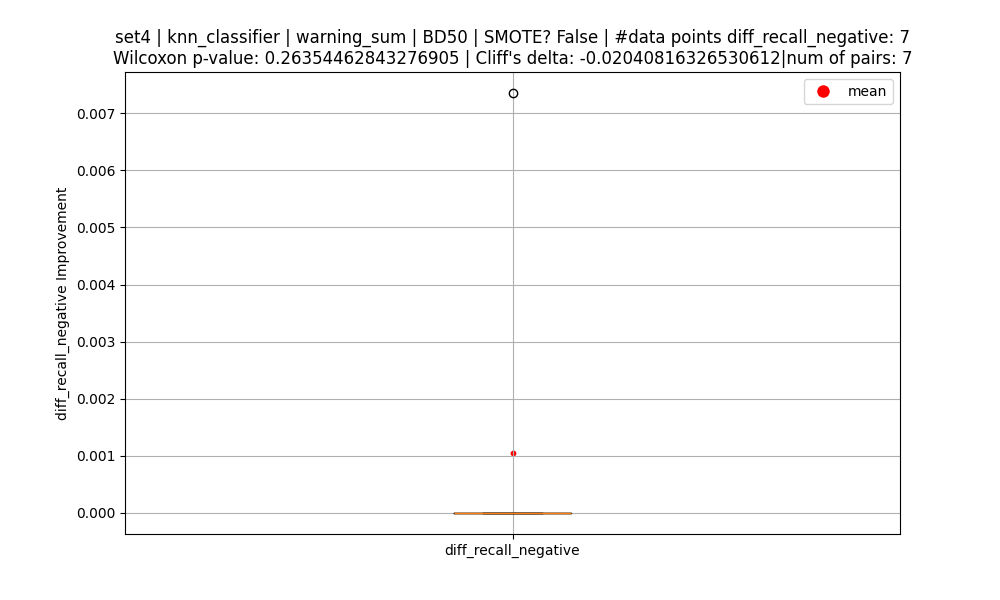 set4 | knn_classifier | warning_sum | BD50 | SMOTE? False | #data points diff_recall_negative: 7
Wilcoxon p-value: 0.26354462843276905 | Cliff's delta: -0.02040816326530612|num of pairs: 7
mean
0.007
0.006
0.005
0.004
0.003
0.002
0.001
0.000
diff_recall_negative Improvement
diff_recall_negative